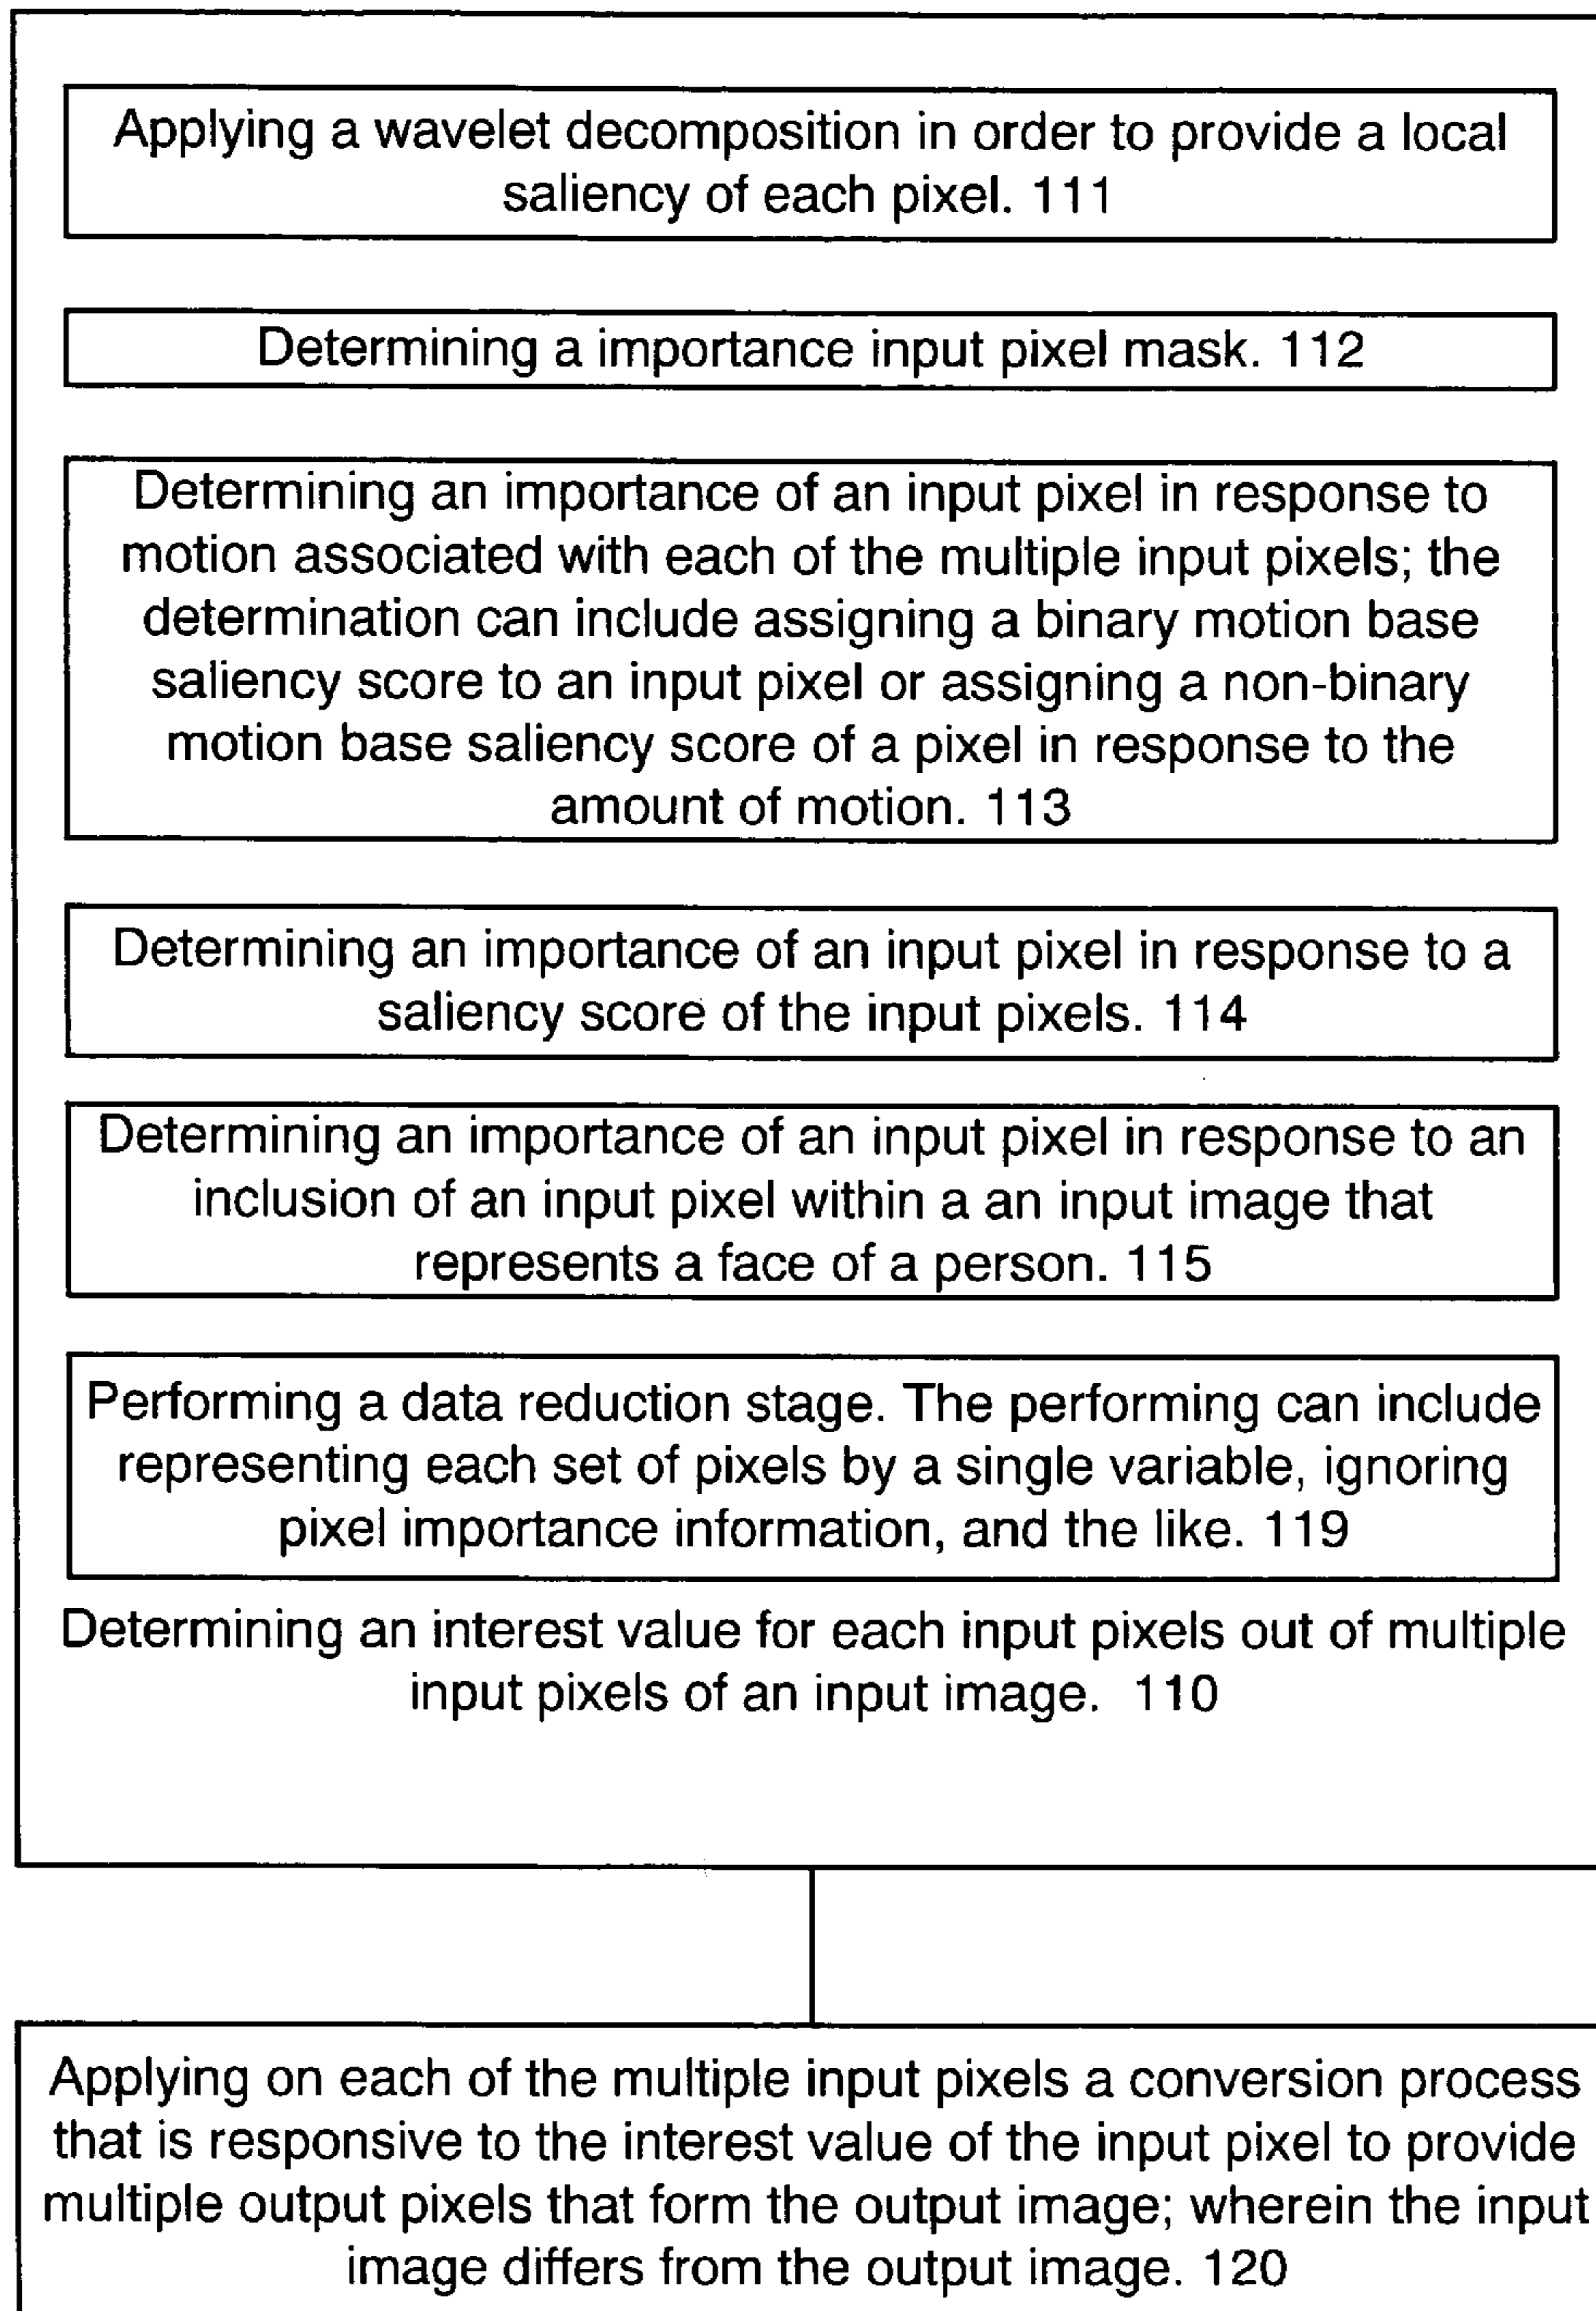 Applying a wavelet decomposition in order to provide a local
saliency of each pixel. 111
Determining a importance input pixel mask. 112
Determining an importance of an input pixel in response to
motion associated with each of the multiple input pixels; the
determination can include assigning a binary motion base
saliency score to an input pixel or assigning a non-binary
motion base saliency score of a pixel in response to the
amount of motion. 113
Determining an importance of an input pixel in response to a
saliency score of the input pixels. 114
Determining an importance of an input pixel in response to an
inclusion of an input pixel within a an input image that
represents a face of a person. 115
Performing a data reduction stage. The performing can include
representing each set of pixels by a single variable, ignoring
pixel importance information, and the like. 119
Determining an interest value for each input pixels out of multiple
input pixels of an input image. 110
Applying on each of the multiple input pixels a conversion process
that is responsive to the interest value of the input pixel to provide
multiple output pixels that form the output image; wherein the input
image differs from the output image. 120